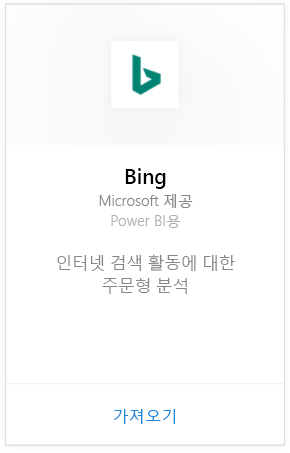 Bing
Microsoft 제공
Power BI용
인터넷 검색 활동에 대한
주문형 분석
가져오기